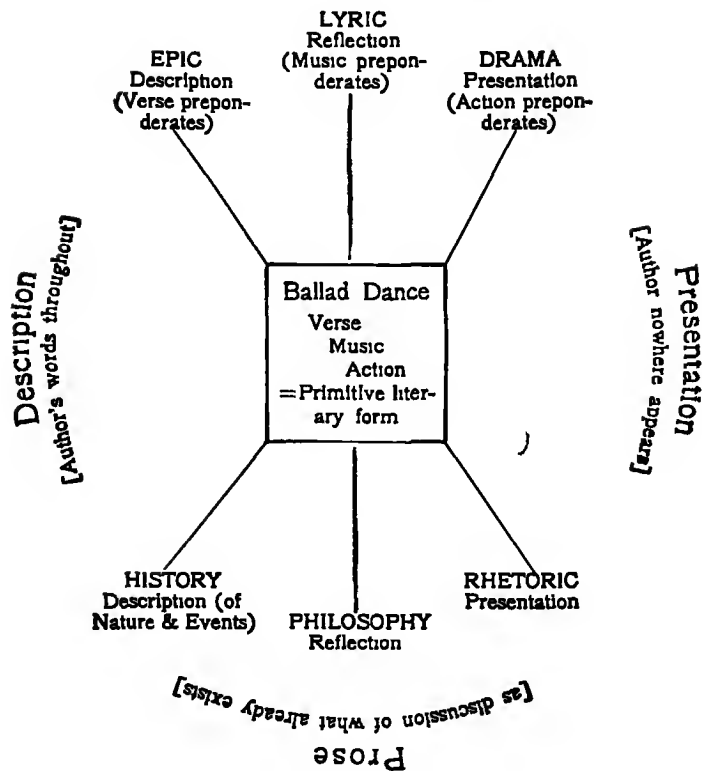 LYRIC
Reflection
(Music prepon-
derates)
EPIC
Description
(Verse prepon-
derates)
DRAMA
Presentation
(Action prepon-
derates)
Description
[Author's words throughout]
Presentation
[Author nowhere appears]
Ballad Dance
Verse
Music
Action
=Primitive liter-
ary form
HISTORY
Description (of
Nature & Events)
PHILOSOPHY
Reflection
RHETORIC
Presentation
[as discussion of what already exists]
Prose